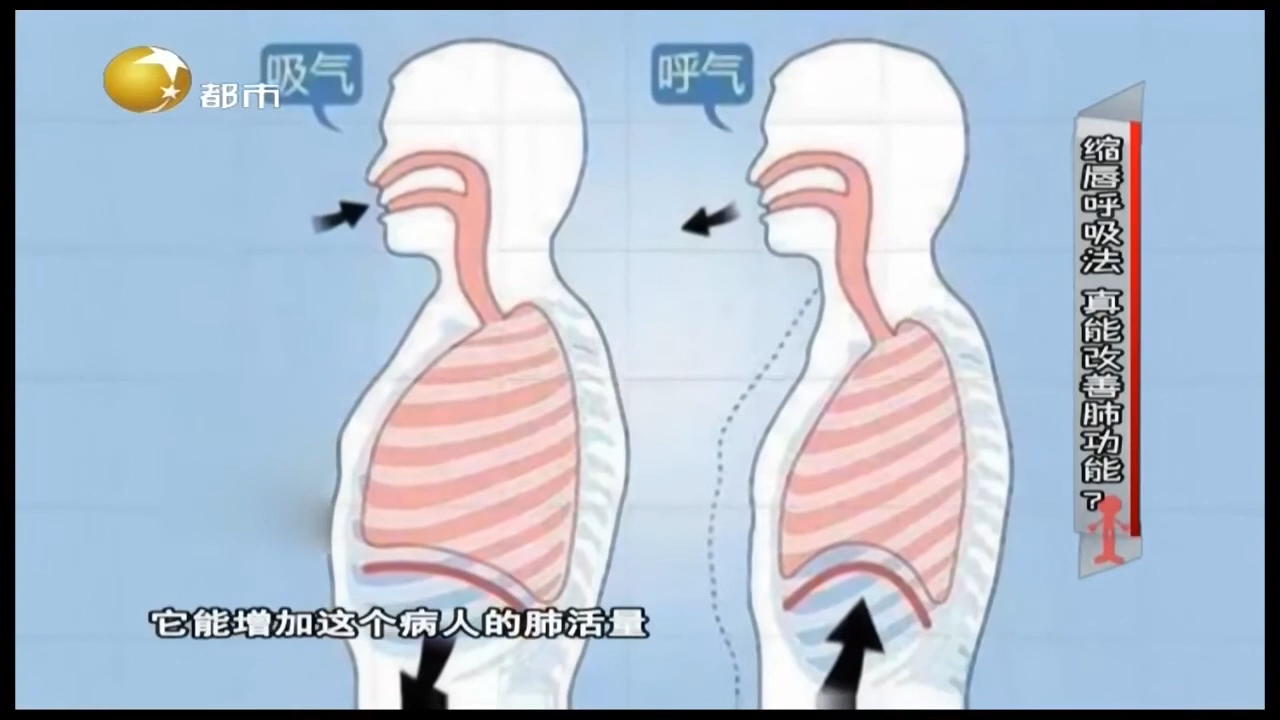 吸气
呼气
都市
缩唇呼吸法 真能改善肺功能?
它能增加这个病人的肺活量